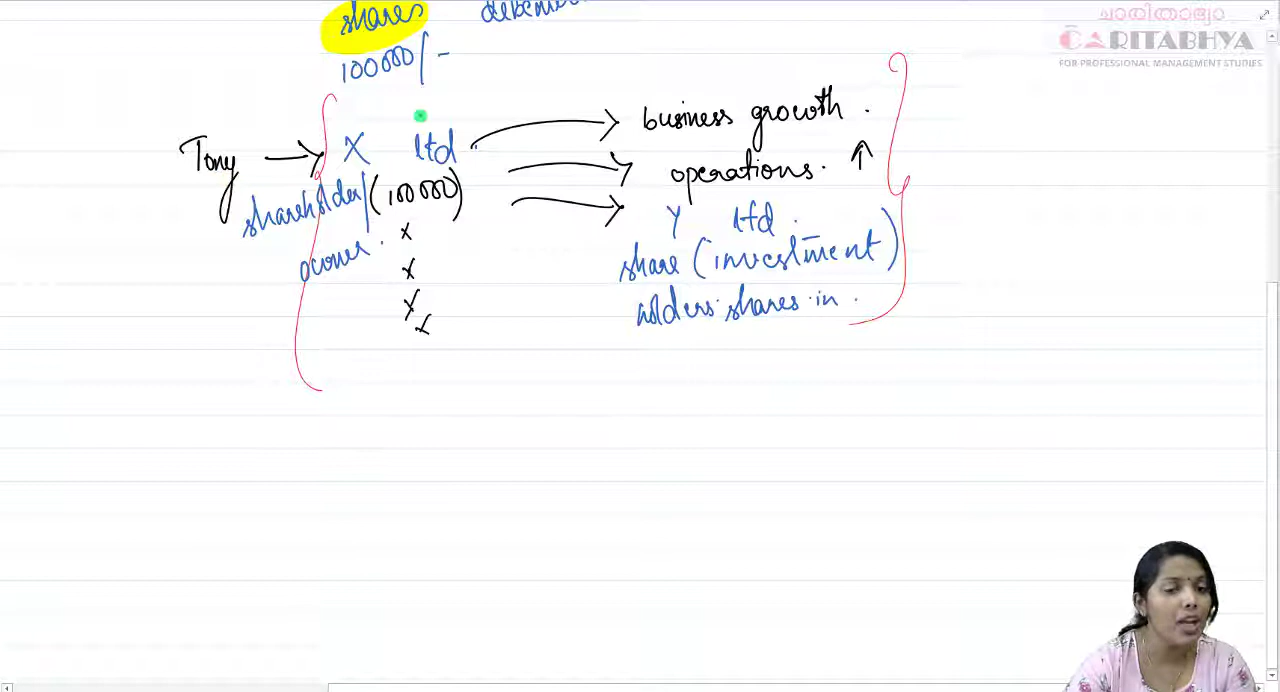 shares
100000/-
Tony → X ltd → business growth.
shareholder/ (100000) → operations. ↑
owner. x → Y ltd.
x share (investment)
x holders shares in.
x
ചാരിതാഭ്യാ
CARITABHYA
FOR PROFESSIONAL MANAGEMENT STUDIES